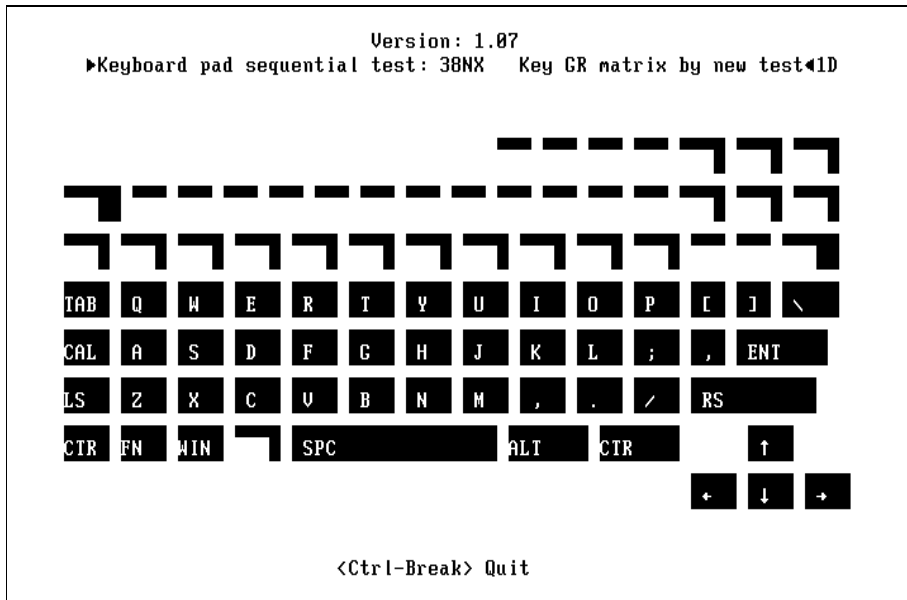 Version: 1.07
▶Keyboard pad sequential test: 38NX Key GR matrix by new test◀1D
TAB Q W E R T Y U I O P [ ] \
CAL A S D F G H J K L ; , ENT
LS Z X C V B N M , . / RS
CTR FN WIN SPC ALT CTR ↑
← ↓ →
<Ctrl-Break> Quit